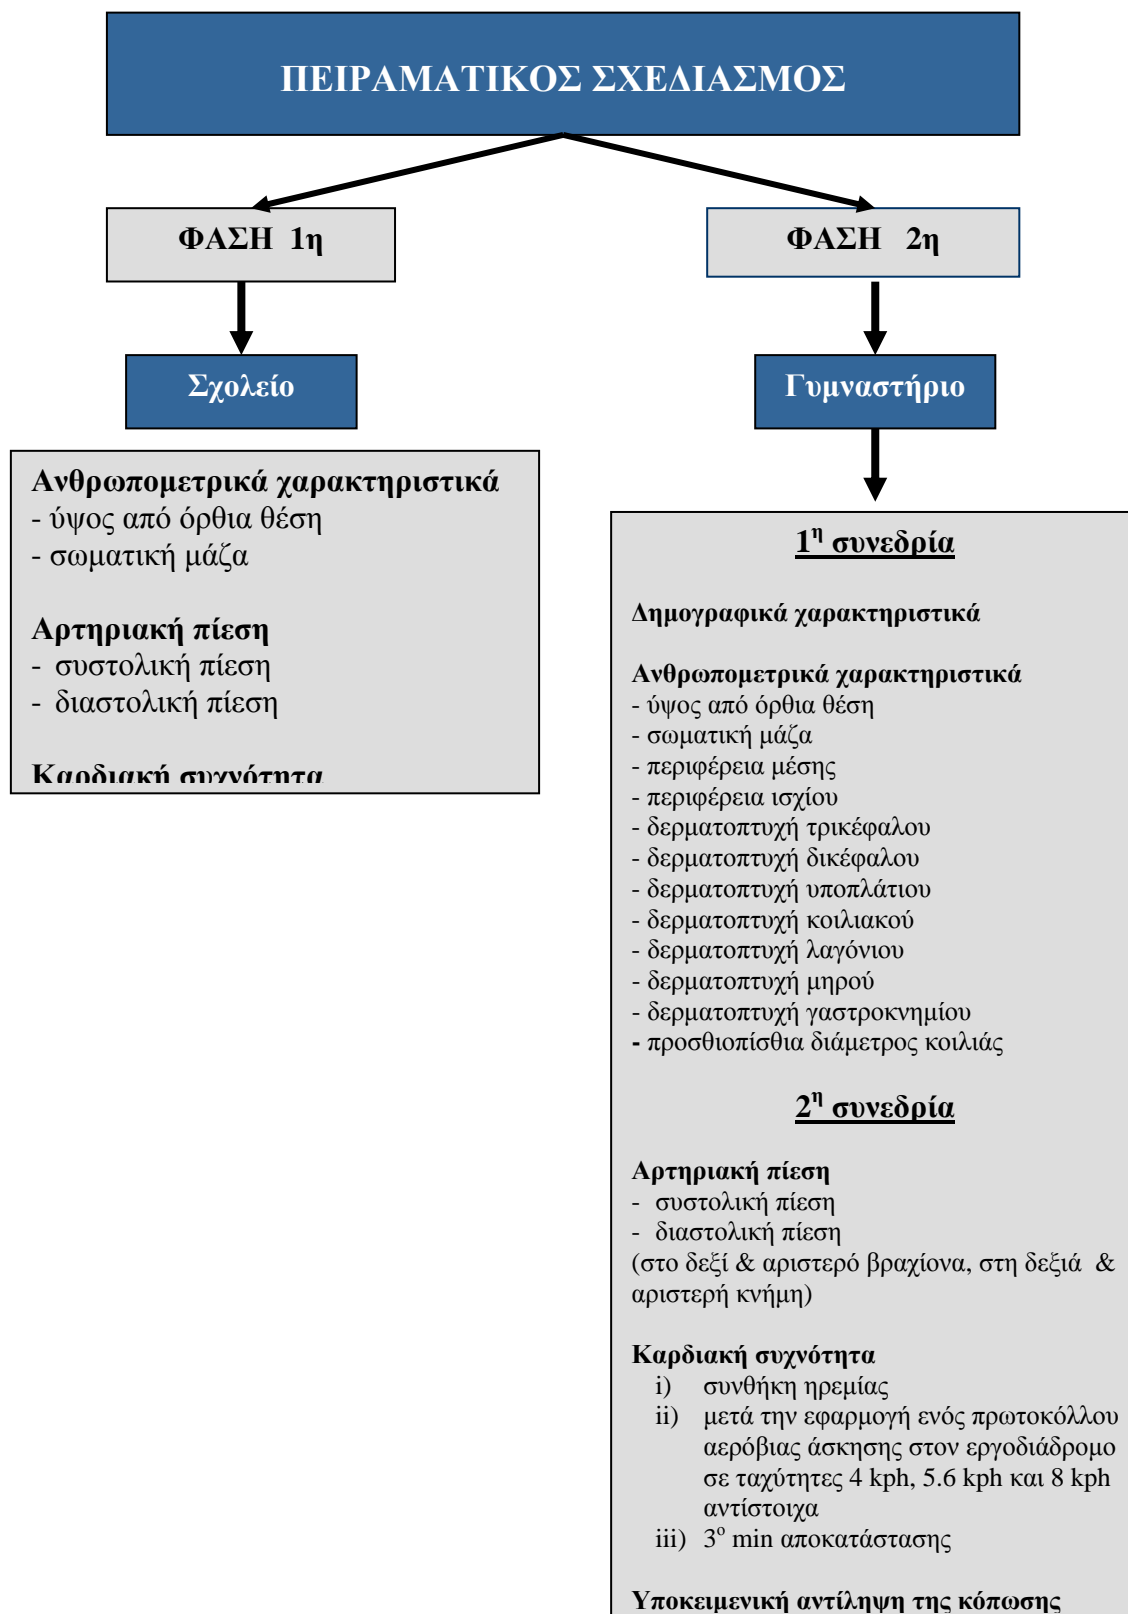 ΠΕΙΡΑΜΑΤΙΚΟΣ ΣΧΕΔΙΑΣΜΟΣ
ΦΑΣΗ 1η
Σχολείο
Ανθρωπομετρικά χαρακτηριστικά
- ύψος από όρθια θέση
- σωματική μάζα
Αρτηριακή πίεση
- συστολική πίεση
- διαστολική πίεση
Καρδιακή συχνότητα
ΦΑΣΗ 2η
Γυμναστήριο
1η συνεδρία
Δημογραφικά χαρακτηριστικά
Ανθρωπομετρικά χαρακτηριστικά
- ύψος από όρθια θέση
- σωματική μάζα
- περιφέρεια μέσης
- περιφέρεια ισχίου
- δερματοπτυχή τρικέφαλου
- δερματοπτυχή δικέφαλου
- δερματοπτυχή υποπλάτιου
- δερματοπτυχή κοιλιακού
- δερματοπτυχή λαγόνιου
- δερματοπτυχή μηρού
- δερματοπτυχή γαστροκνημίου
- προσθιοπίσθια διάμετρος κοιλιάς
2η συνεδρία
Αρτηριακή πίεση
- συστολική πίεση
- διαστολική πίεση
(στο δεξί & αριστερό βραχίονα, στη δεξιά &
αριστερή κνήμη)
Καρδιακή συχνότητα
i) συνθήκη ηρεμίας
ii) μετά την εφαρμογή ενός πρωτοκόλλου
αερόβιας άσκησης στον εργοδιάδρομο
σε ταχύτητες 4 kph, 5.6 kph και 8 kph
αντίστοιχα
iii) 3ο min αποκατάστασης
Υποκειμενική αντίληψη της κόπωσης